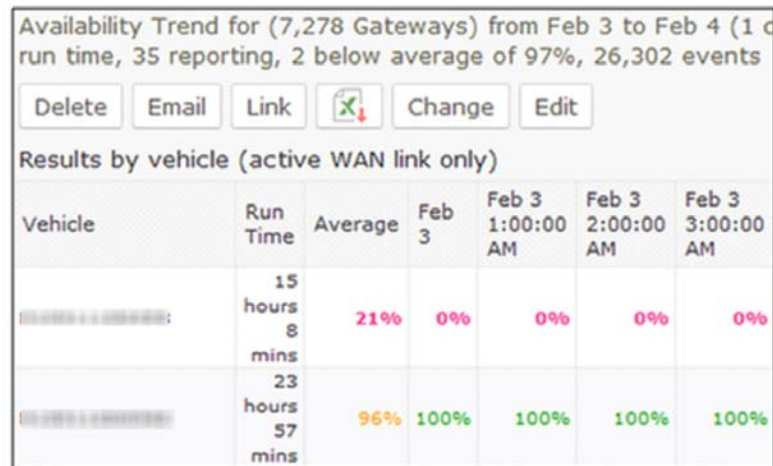 Availability Trend for (7,278 Gateways) from Feb 3 to Feb 4 (1
run time, 35 reporting, 2 below average of 97%, 26,302 events
Delete Email Link Change Edit
Results by vehicle (active WAN link only)
Vehicle Run Time Average Feb 3 Feb 3 1:00:00 AM Feb 3 2:00:00 AM Feb 3 3:00:00 AM
15 hours 8 mins 21% 0% 0% 0% 0%
23 hours 57 mins 96% 100% 100% 100% 100%